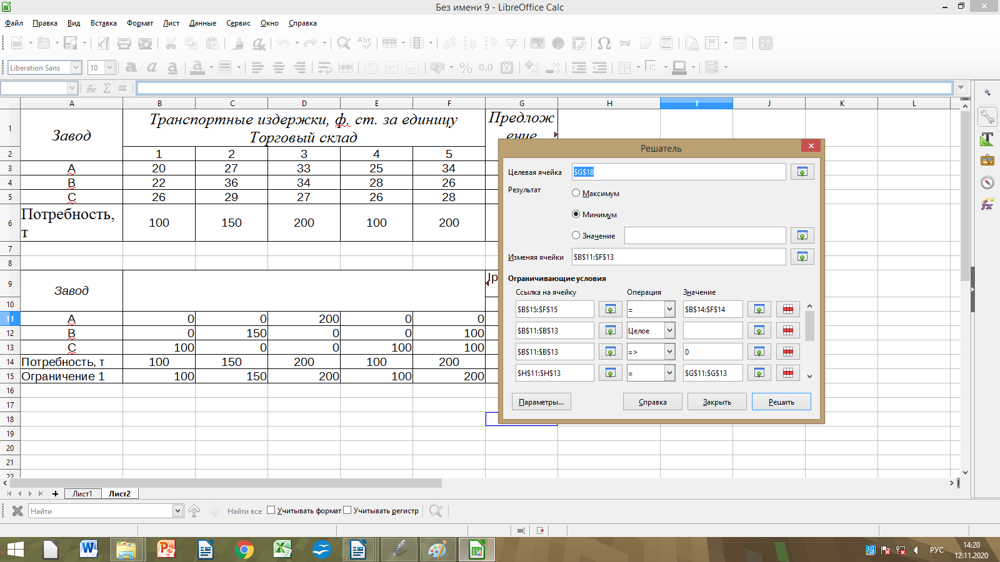 Без имени 9 - LibreOffice Calc
Файл Правка Вид Вставка Формат Лист Данные Сервис Окно Справка
Liberation Sans 10
A B C D E F G H I J K L
1 Завод Транспортные издержки, ф. ст. за единицу Предлож
Торговый склад ение
2 1 2 3 4 5
3 A 20 27 33 25 34
4 B 22 36 34 28 26
5 C 26 29 27 26 28
6 Потребность, 100 150 200 100 200
т
7
8
9 Завод
10
11 A 0 0 200 0 0
12 B 0 150 0 0 100
13 C 100 0 0 100 100
14 Потребность, т 100 150 200 100 200
15 Ограничение 1 100 150 200 100 200
16
17
18
19
20
21
22
Решатель
Целевая ячейка $G$18
Результат
Максимум
Минимум
Значение
Изменяя ячейки $B$11:$F$13
Ограничивающие условия
Ссылка на ячейку Операция Значение
$B$15:$F$15 = $B$14:$F$14
$B$11:$B$13 Целое
$B$11:$B$13 => 0
$H$11:$H$13 = $G$11:$G$13
Параметры... Справка Закрыть Решить
Лист1 Лист2
Найти Найти все Учитывать формат Учитывать регистр
РУС 14:20
12.11.2020